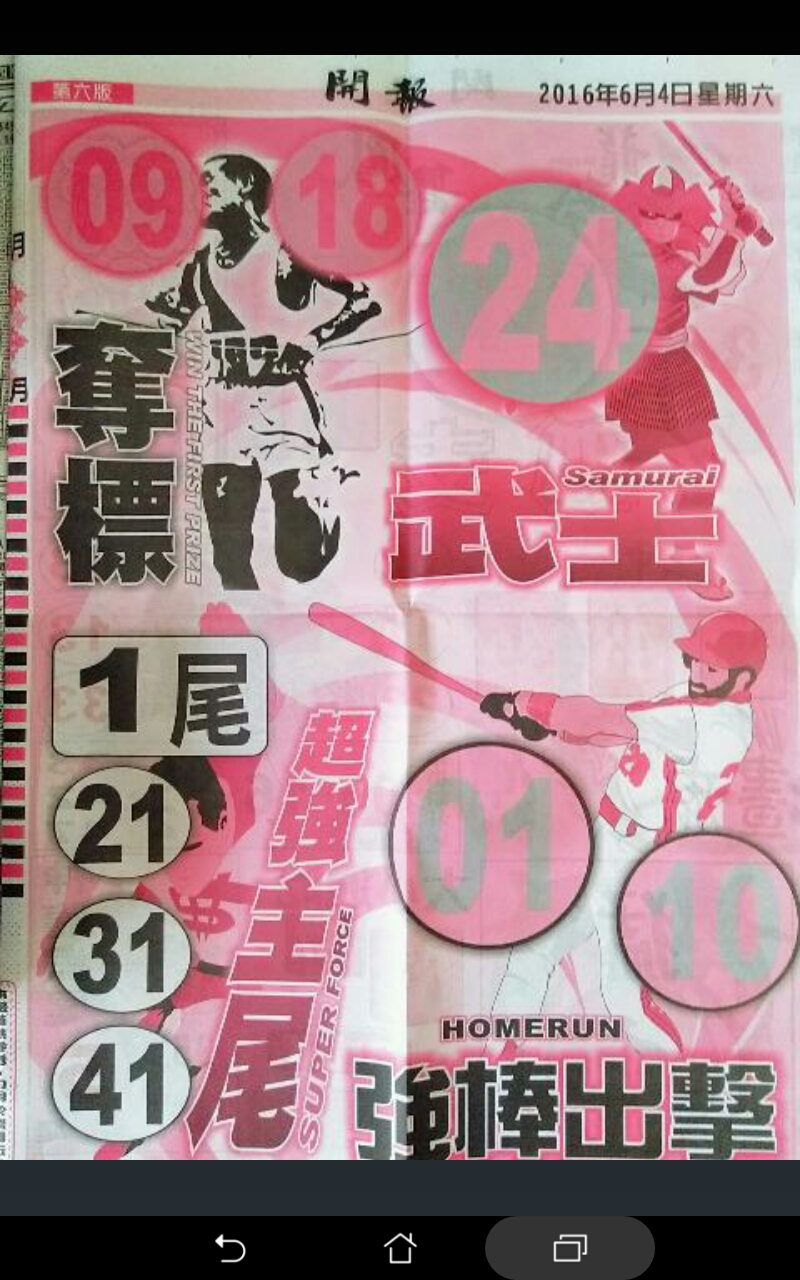 第六版
開報
2016年6月4日星期六
09
18
24
奪標
WIN THE FIRST PRIZE
Samurai
武士
1尾
21
31
41
超強主尾
SUPER FORCE
01
10
HOMERUN
強棒出擊
月
月